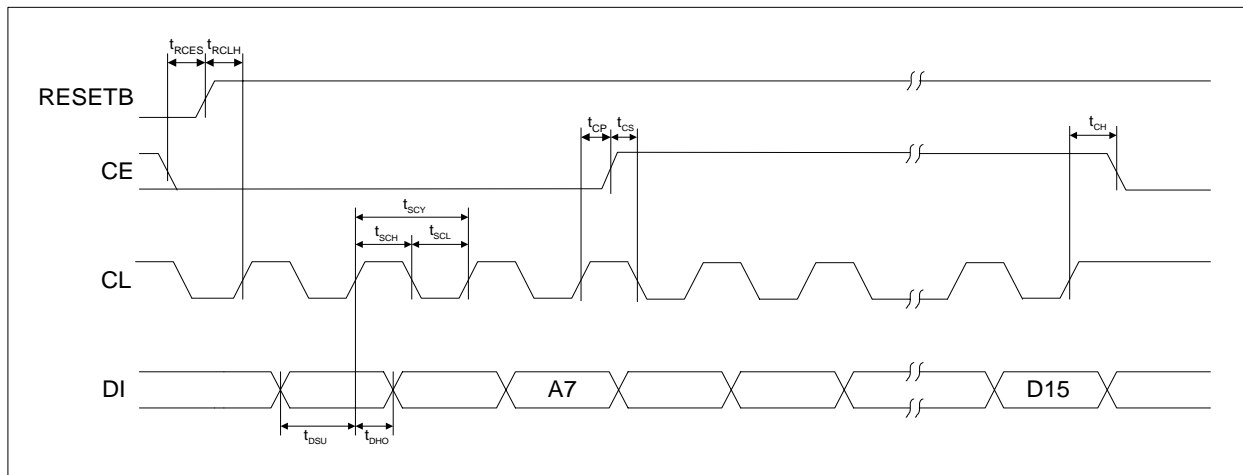 tRCES tRCLH
RESETB
tCP tCS tCH
CE
tSCY
tSCH tSCL
CL
DI A7 D15
tDSU tDHO